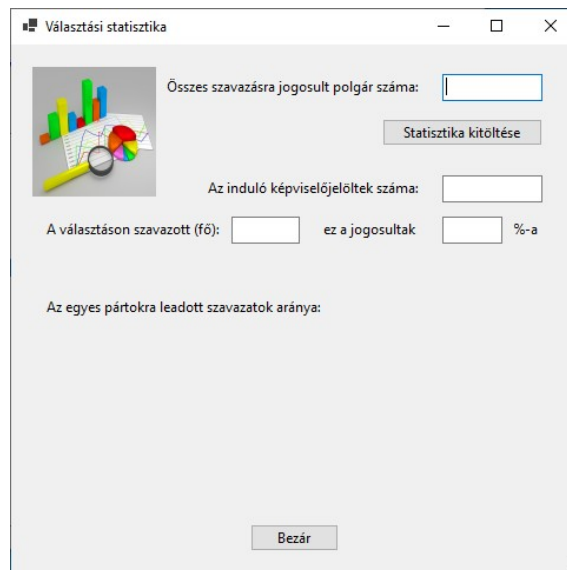 Választási statisztika
Összes szavazásra jogosult polgár száma:
Statisztika kitöltése
Az induló képviselőjelöltek száma:
A választáson szavazott (fő): ez a jogosultak %-a
Az egyes pártokra leadott szavazatok aránya:
Bezár